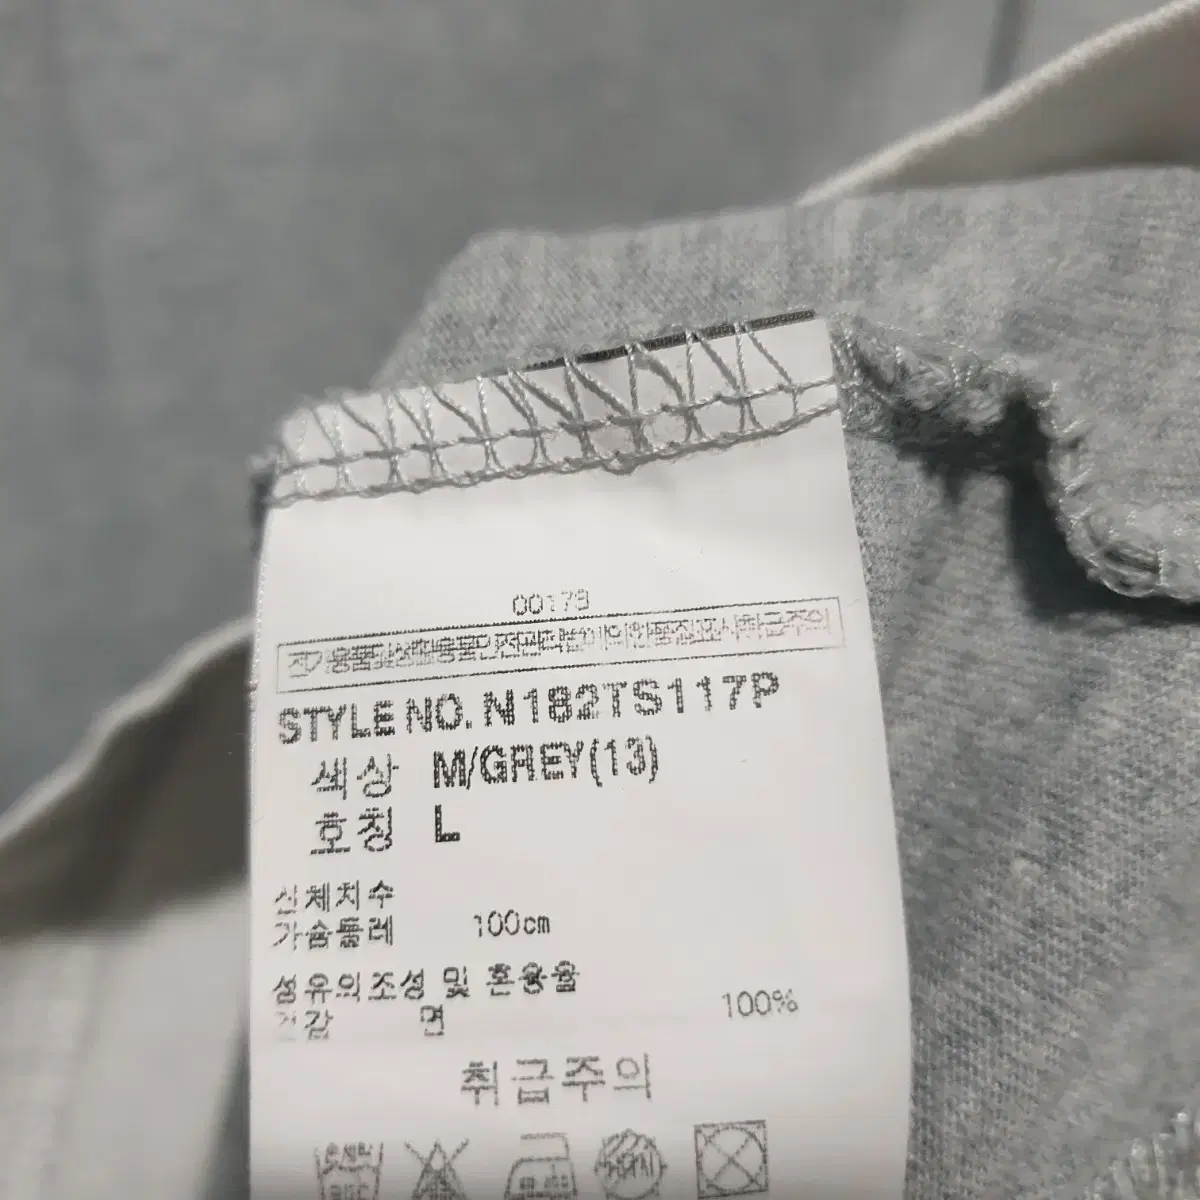 00178
STYLE NO. N182TS117P
색상 M/GREY(13)
호칭 L
신체치수
가슴둘레 100cm
섬유의조성 및 혼용율
겉감 면 100%
취급주의